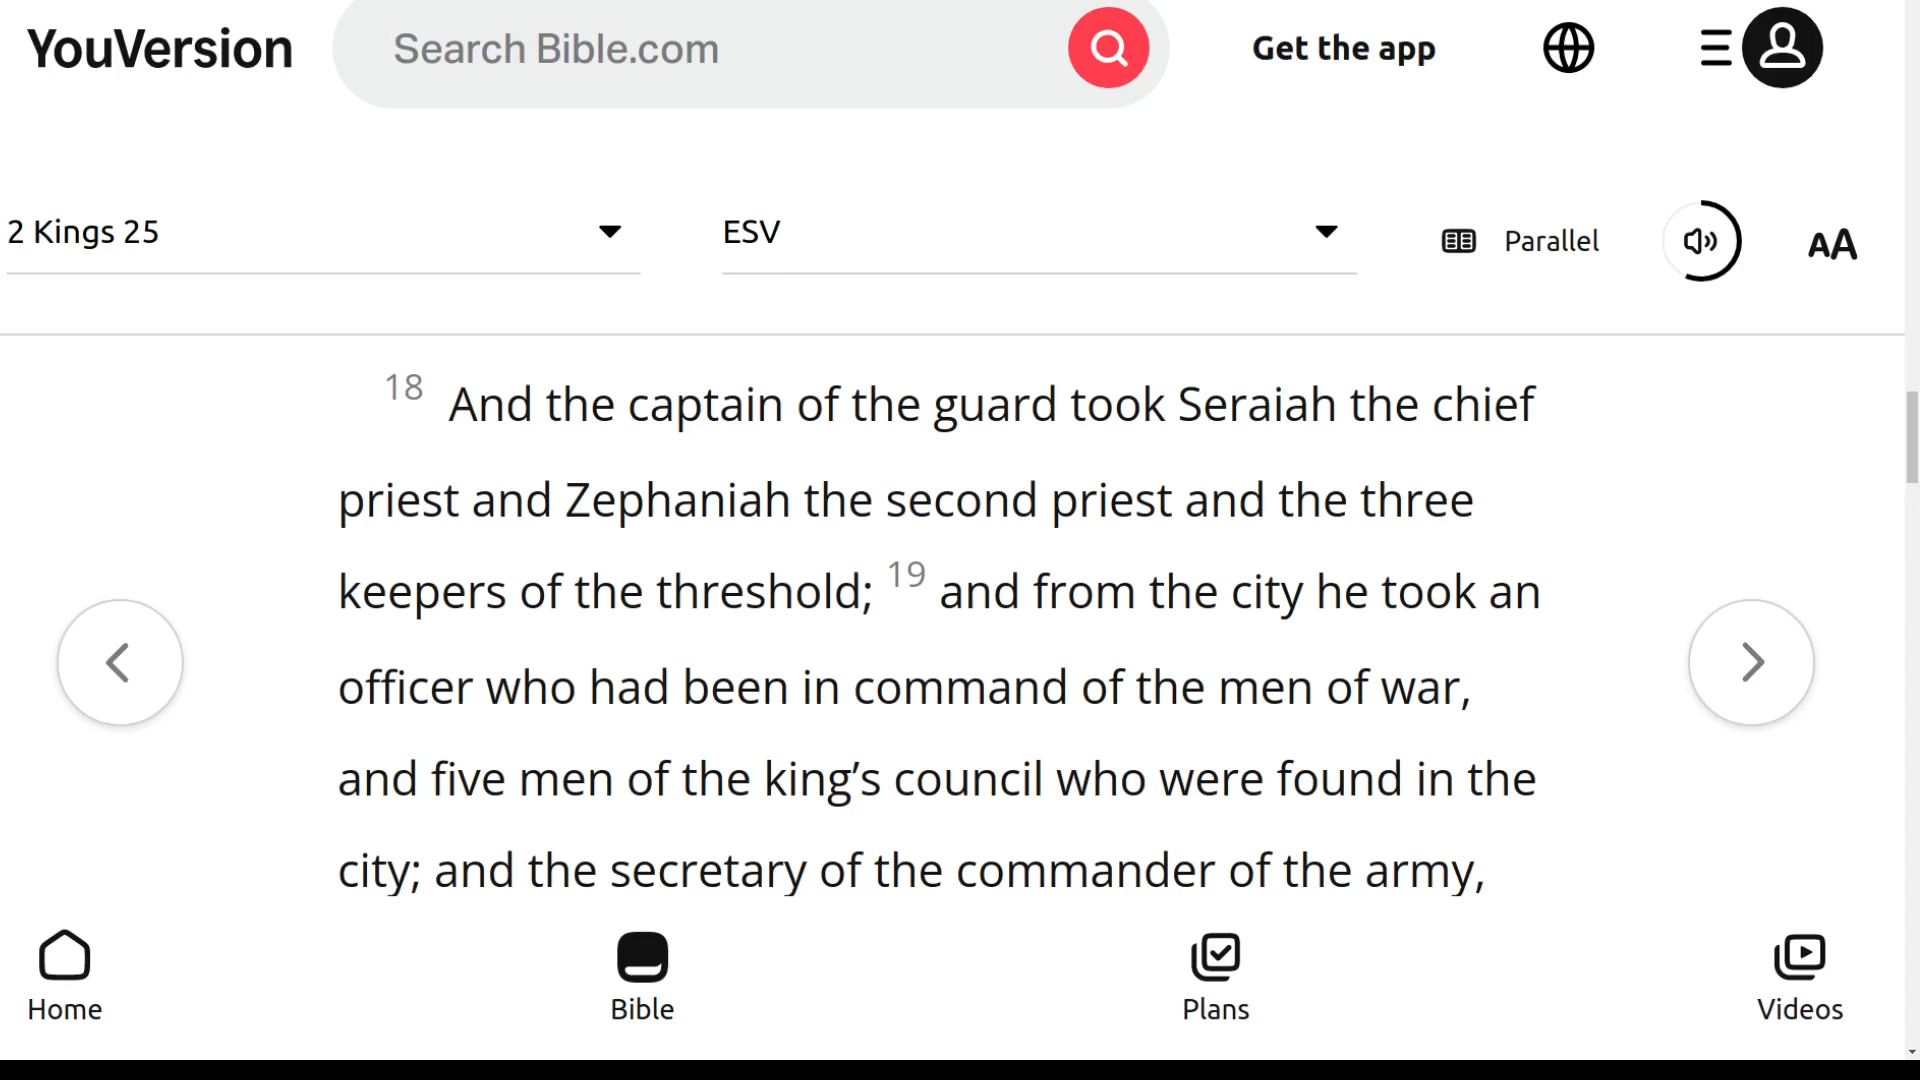 YouVersion
Search Bible.com
Get the app
2 Kings 25
ESV
Parallel
AA
18 And the captain of the guard took Seraiah the chief
priest and Zephaniah the second priest and the three
keepers of the threshold; 19 and from the city he took an
officer who had been in command of the men of war,
and five men of the king’s council who were found in the
city; and the secretary of the commander of the army,
Home
Bible
Plans
Videos